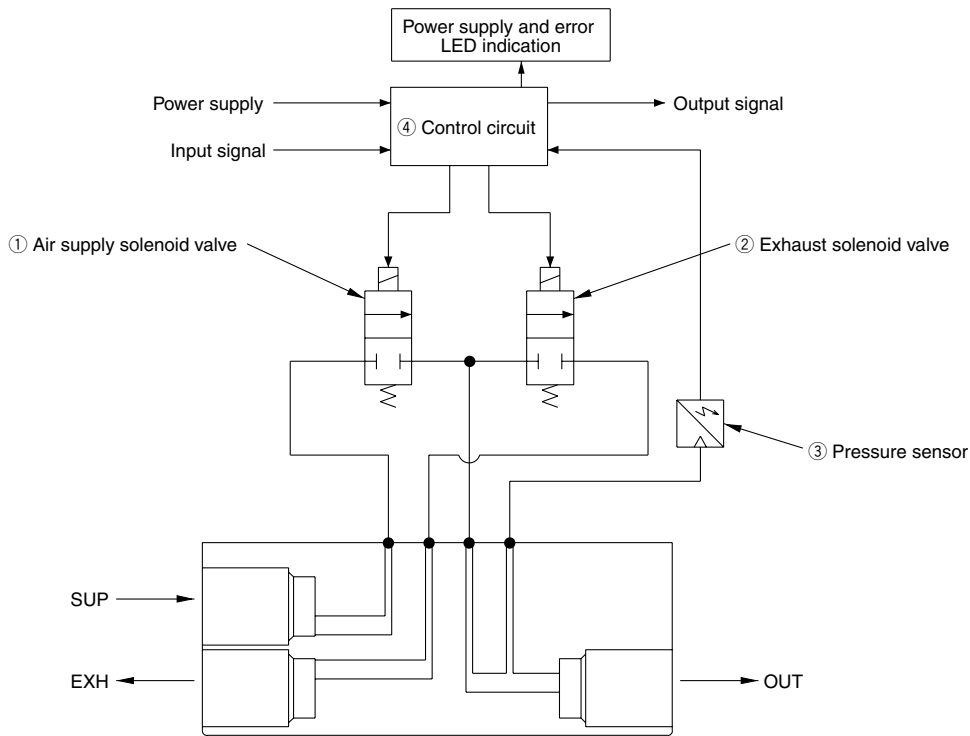 Power supply and error
LED indication
Power supply
Output signal
④ Control circuit
Input signal
① Air supply solenoid valve
② Exhaust solenoid valve
③ Pressure sensor
SUP
EXH
OUT